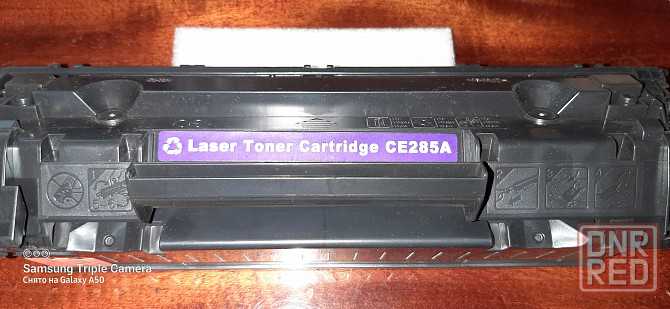 Laser Toner Cartridge CE285A
Samsung Triple Camera
Снято на Galaxy A50
DNR
RED